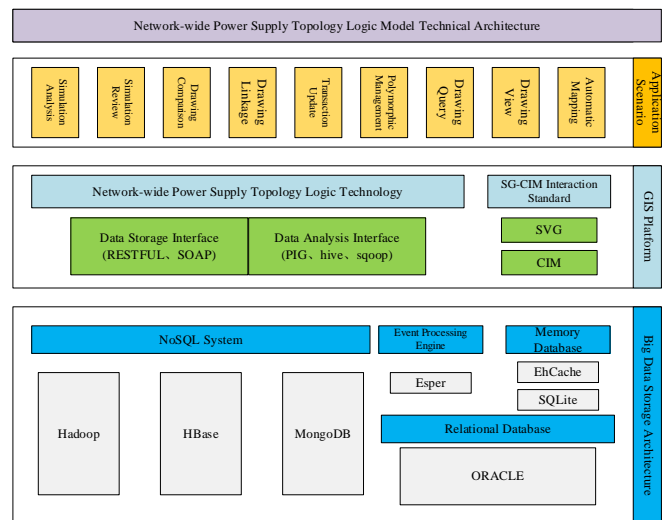 Network-wide Power Supply Topology Logic Model Technical Architecture
Simulation
Analysis
Simulation
Review
Drawing
Comparison
Drawing
Linkage
Transaction
Update
Polymorphic
Management
Drawing
Query
Drawing
View
Automatic
Mapping
Application
Scenario
Network-wide Power Supply Topology Logic Technology
SG-CIM Interaction
Standard
Data Storage Interface
(RESTFUL、SOAP)
Data Analysis Interface
(PIG、hive、sqoop)
SVG
CIM
GIS Platform
NoSQL System
Event Processing
Engine
Memory
Database
Hadoop
HBase
MongoDB
Esper
EhCache
SQLite
Relational Database
ORACLE
Big Data Storage Architecture